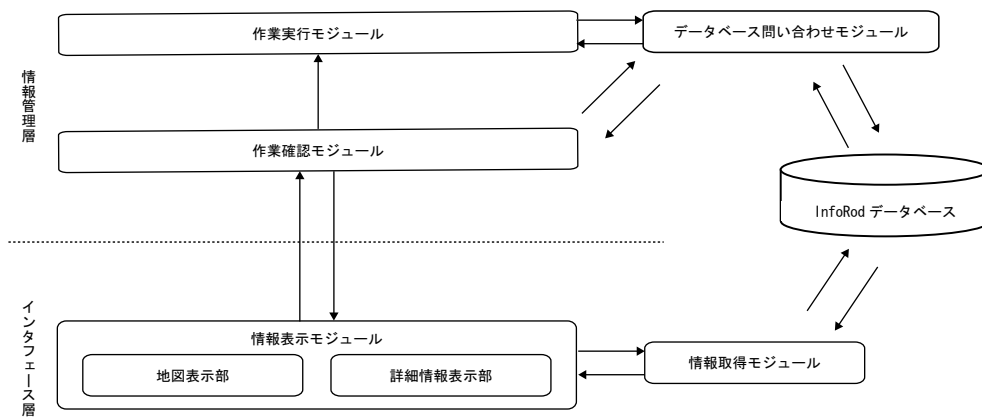 作業実行モジュール
データベース問い合わせモジュール
情報管理層
作業確認モジュール
InfoRod データベース
インタフェース層
情報表示モジュール
地図表示部
詳細情報表示部
情報取得モジュール